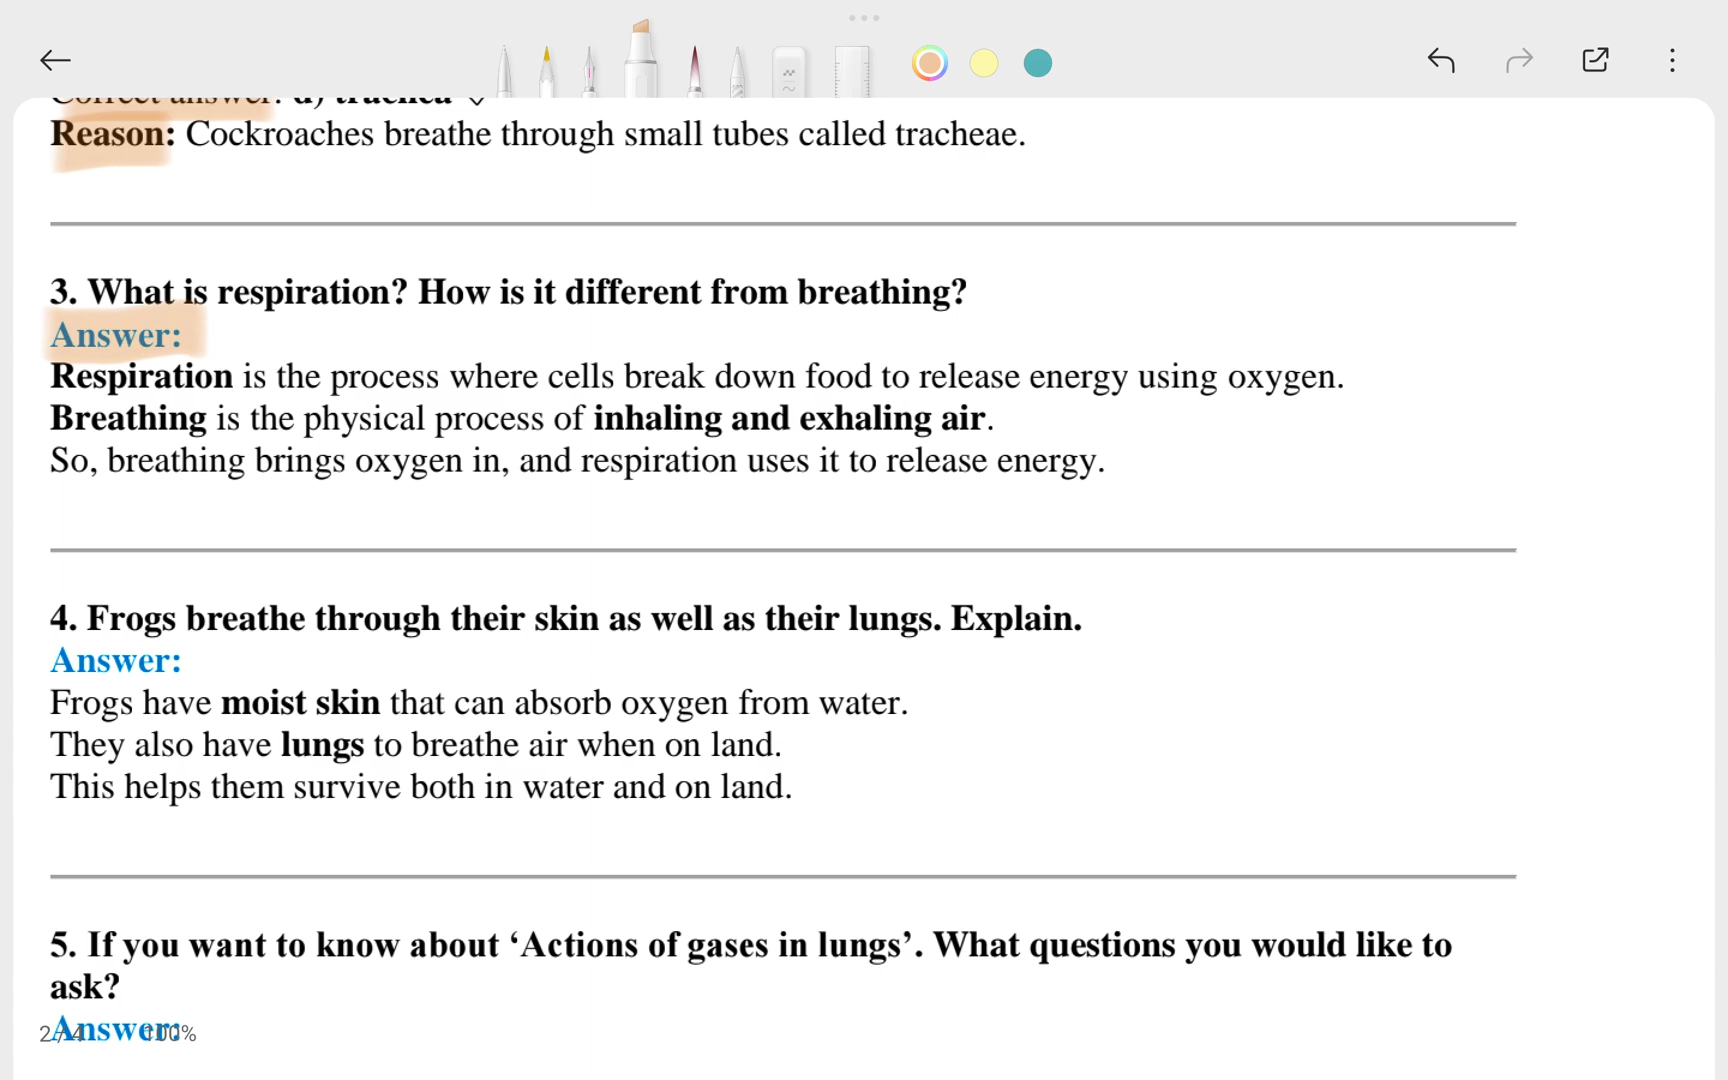 Correct answer: d) trachea
Reason: Cockroaches breathe through small tubes called tracheae.
3. What is respiration? How is it different from breathing?
Answer:
Respiration is the process where cells break down food to release energy using oxygen.
Breathing is the physical process of inhaling and exhaling air.
So, breathing brings oxygen in, and respiration uses it to release energy.
4. Frogs breathe through their skin as well as their lungs. Explain.
Answer:
Frogs have moist skin that can absorb oxygen from water.
They also have lungs to breathe air when on land.
This helps them survive both in water and on land.
5. If you want to know about ‘Actions of gases in lungs’. What questions you would like to
ask?
Answer:
2/4 100%